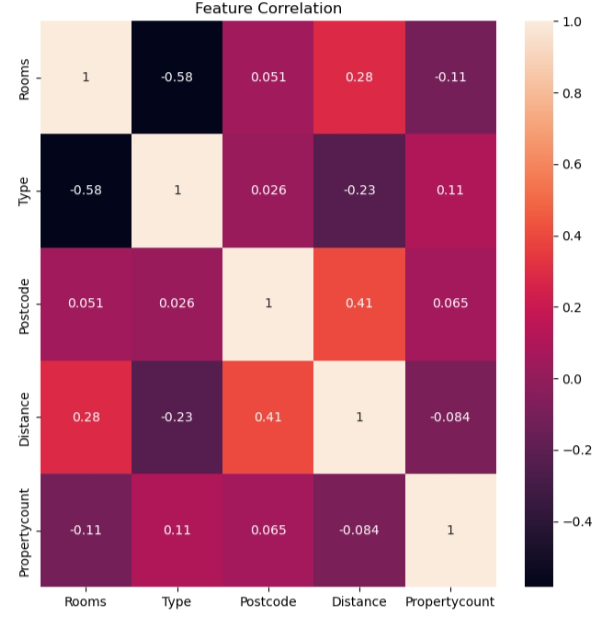 Feature Correlation
Rooms 1 -0.58 0.051 0.28 -0.11
Type -0.58 1 0.026 -0.23 0.11
Postcode 0.051 0.026 1 0.41 0.065
Distance 0.28 -0.23 0.41 1 -0.084
Propertycount -0.11 0.11 0.065 -0.084 1
Rooms Type Postcode Distance Propertycount
1.0
0.8
0.6
0.4
0.2
0.0
−0.2
−0.4